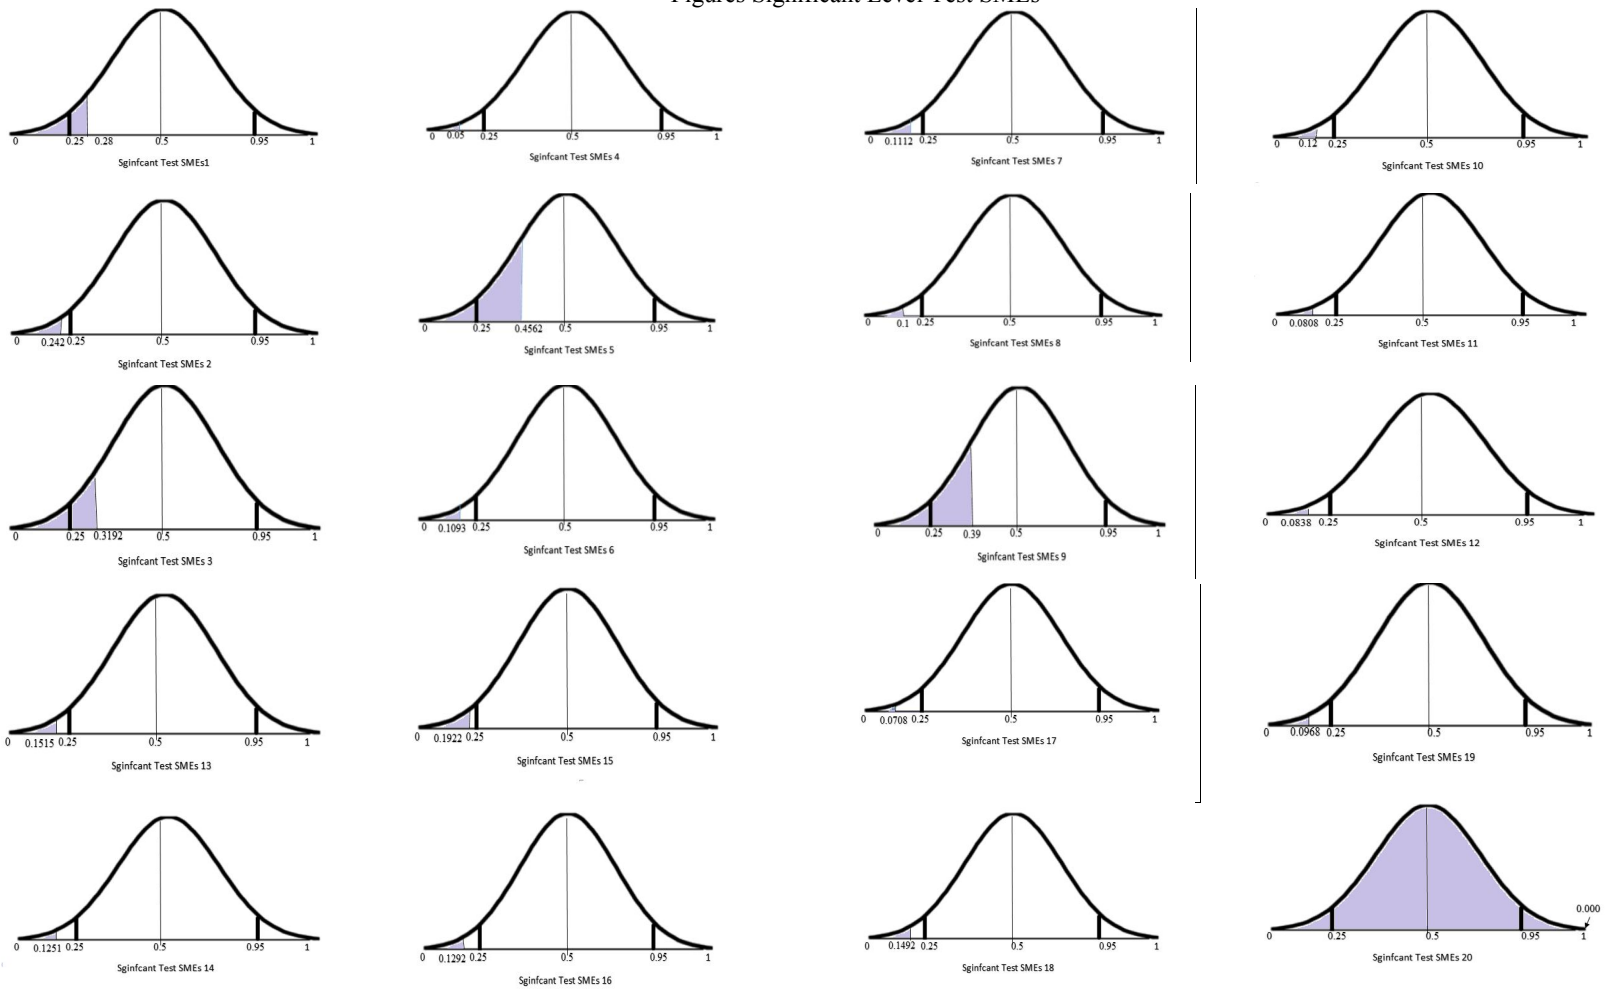 Figures Significant Level Test SMEs
0 0.25 0.28 0.5 0.95 1
Sginfcant Test SMEs1
0 0.05 0.25 0.5 0.95 1
Sginfcant Test SMEs 4
0 0.1112 0.25 0.5 0.95 1
Sginfcant Test SMEs 7
0 0.12 0.25 0.5 0.95 1
Sginfcant Test SMEs 10
0 0.242 0.25 0.5 0.95 1
Sginfcant Test SMEs 2
0 0.25 0.4562 0.5 0.95 1
Sginfcant Test SMEs 5
0 0.1 0.25 0.5 0.95 1
Sginfcant Test SMEs 8
0 0.0808 0.25 0.5 0.95 1
Sginfcant Test SMEs 11
0 0.25 0.3192 0.5 0.95 1
Sginfcant Test SMEs 3
0 0.1093 0.25 0.5 0.95 1
Sginfcant Test SMEs 6
0 0.25 0.39 0.5 0.95 1
Sginfcant Test SMEs 9
0 0.0838 0.25 0.5 0.95 1
Sginfcant Test SMEs 12
0 0.1515 0.25 0.5 0.95 1
Sginfcant Test SMEs 13
0 0.1922 0.25 0.5 0.95 1
Sginfcant Test SMEs 15
0 0.0708 0.25 0.5 0.95 1
Sginfcant Test SMEs 17
0 0.0968 0.25 0.5 0.95 1
Sginfcant Test SMEs 19
0 0.1251 0.25 0.5 0.95 1
Sginfcant Test SMEs 14
0 0.1292 0.25 0.5 0.95 1
Sginfcant Test SMEs 16
0 0.1492 0.25 0.5 0.95 1
Sginfcant Test SMEs 18
0.000
0 0.25 0.5 0.95 1
Sginfcant Test SMEs 20